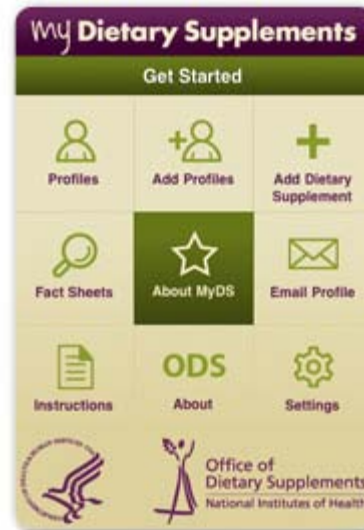 my Dietary Supplements
Get Started
Profiles
Add Profiles
Add Dietary
Supplement
Fact Sheets
About MyDS
Email Profile
Instructions
ODS
About
Settings
Office of
Dietary Supplements
National Institutes of Health